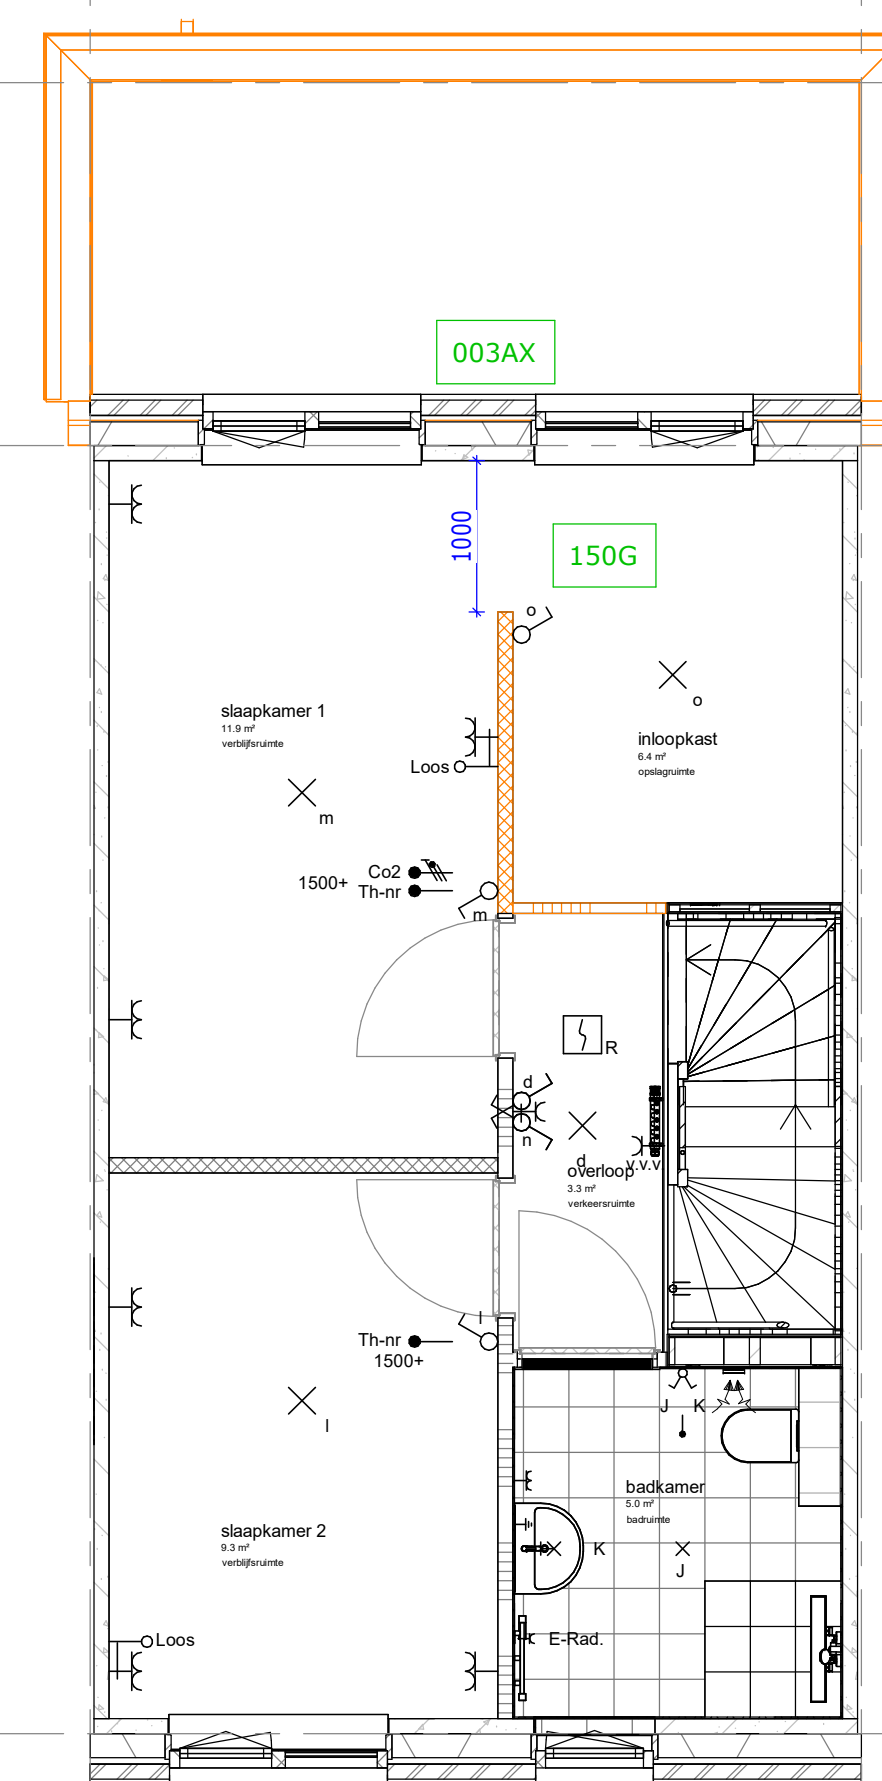 003AX
1000
150G
o
o
slaapkamer 1
11.9 m²
verblijfsruimte
inloopkast
6.4 m²
opslagruimte
Loos
m
Co2
1500+
Th-nr
m
R
d
n
d
v.v.v
overloop
3.3 m²
verkeersruimte
l
Th-nr
1500+
J
K
l
badkamer
5.0 m²
badruimte
slaapkamer 2
9.3 m²
verblijfsruimte
K
J
Loos
E-Rad.